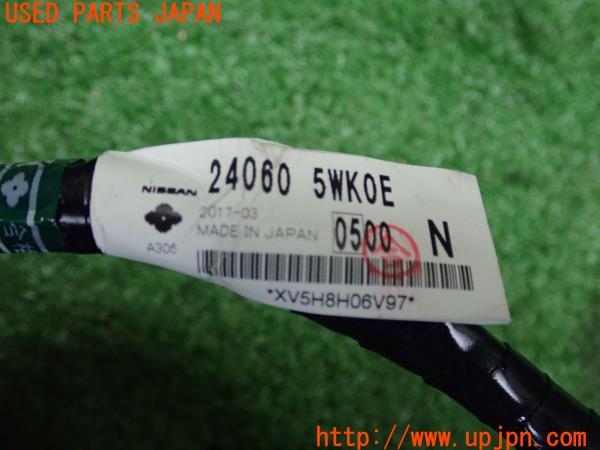 USED PARTS JAPAN
NISSAN 24060 5WK0E
2017-03
MADE IN JAPAN 0500 N
A306
*XV5H8H06V97*
http://www.upjpn.com/